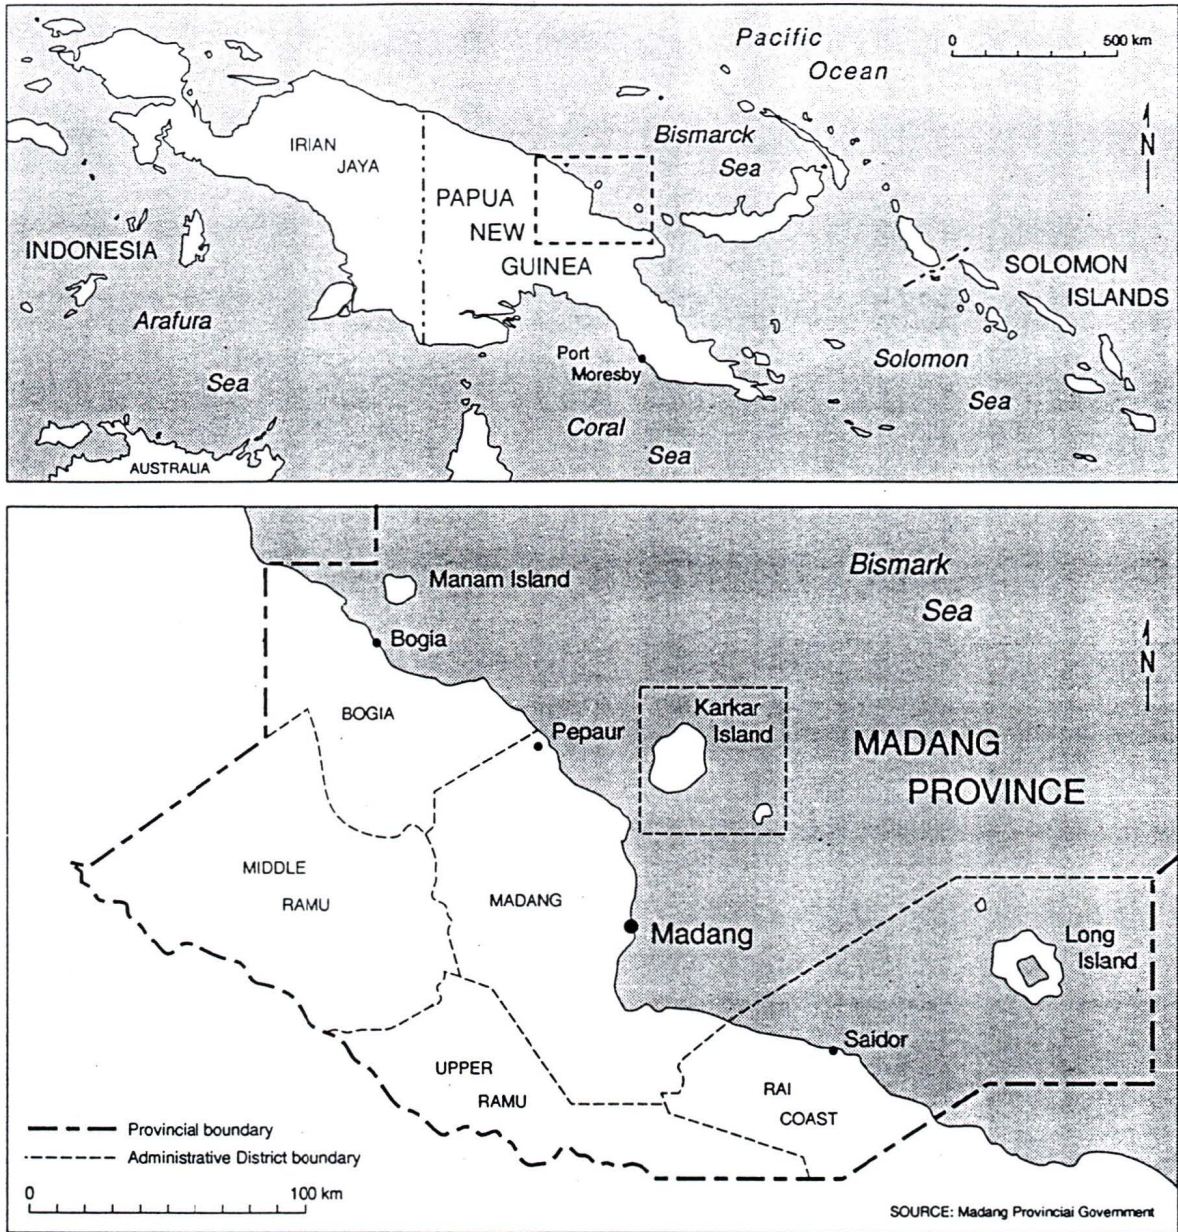 Pacific
Ocean
0 500 km
Bismarck
Sea
N
IRIAN
JAYA
PAPUA
NEW
GUINEA
INDONESIA
SOLOMON
ISLANDS
Arafura
Sea
Port
Moresby
Solomon
Sea
Coral
Sea
AUSTRALIA
Bismark
Sea
Manam Island
Bogia
N
BOGIA
Pepaur
Karkar
Island
MADANG
PROVINCE
MIDDLE
RAMU
MADANG
Madang
Long
Island
Saidor
UPPER
RAMU
RAI
COAST
Provincial boundary
Administrative District boundary
0 100 km
SOURCE: Madang Provincial Government